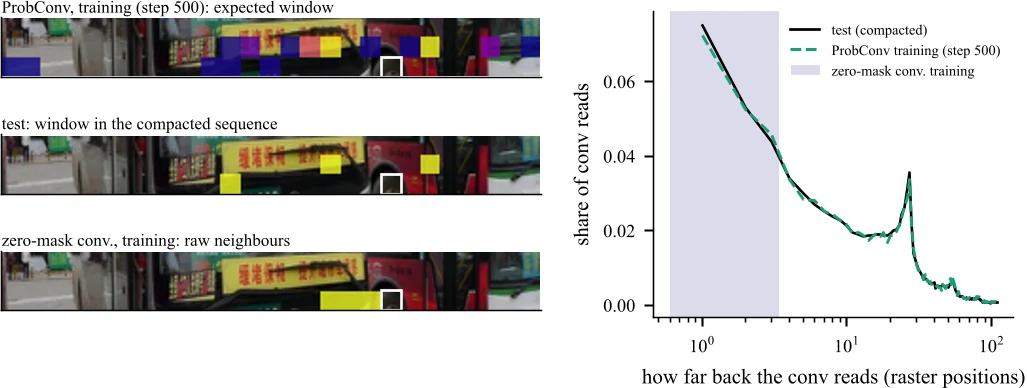 ProbConv, training (step 500): expected window
test: window in the compacted sequence
zero-mask conv., training: raw neighbours
share of conv reads
0.06
0.04
0.02
0.00
test (compacted)
ProbConv training (step 500)
zero-mask conv. training
10⁰
10¹
10²
how far back the conv reads (raster positions)